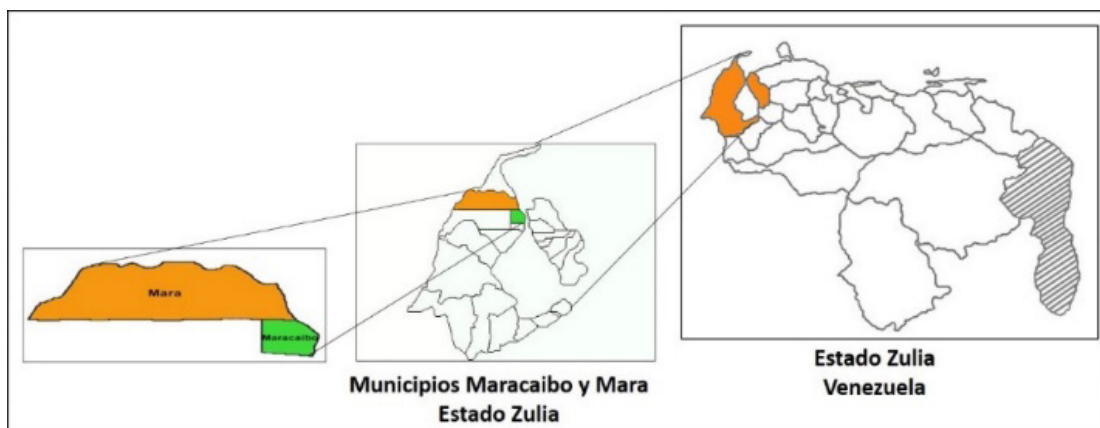 Mara
Maracaibo
Municipios Maracaibo y Mara
Estado Zulia
Estado Zulia
Venezuela